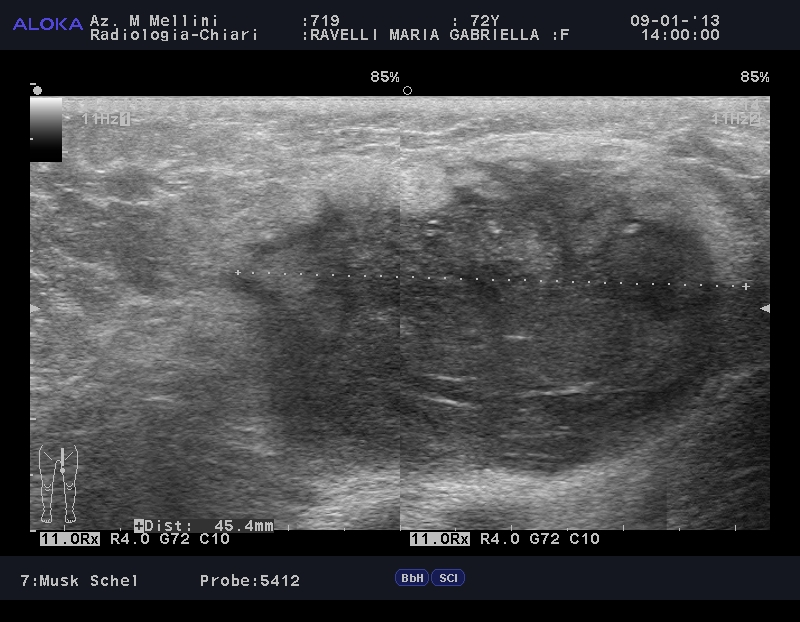 ALOKA Az. M Mellini :719 : 72Y 09-01-'13
Radiologia-Chiari :RAVELLI MARIA GABRIELLA :F 14:00:00
85% 85%
11Hz1 11Hz2
+Dist: 45.4mm
11.0Rx R4.0 G72 C10 11.0Rx R4.0 G72 C10
7:Musk Schel Probe:5412 BbH SCI